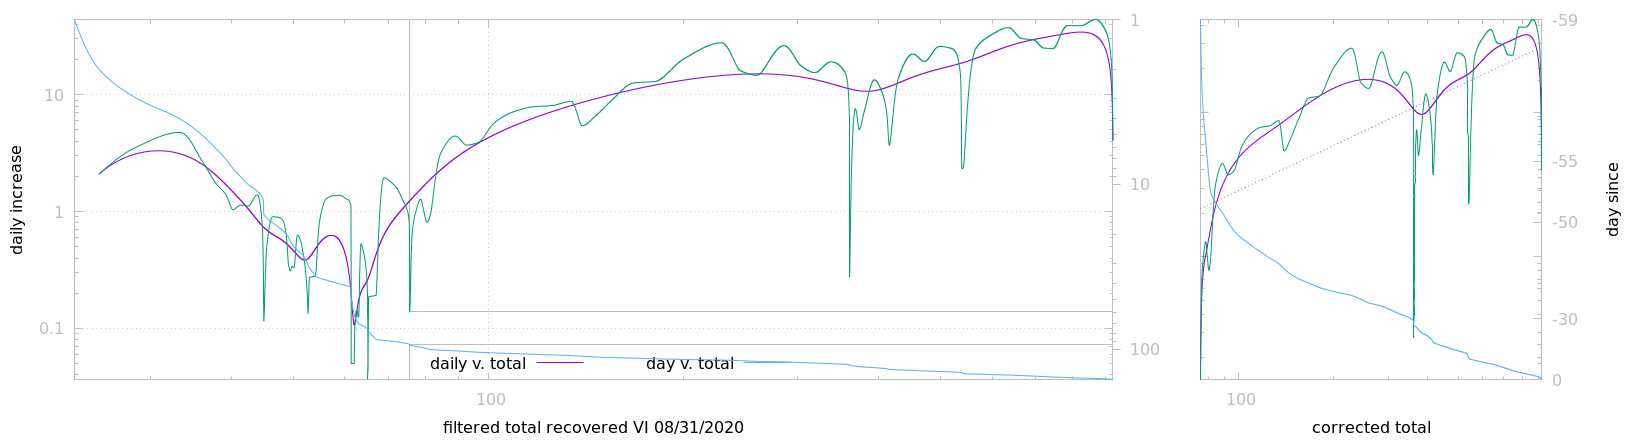 daily increase
10
1
0.1
100
1
10
100
daily v. total
day v. total
filtered total recovered VI 08/31/2020
-59
-55
-50
-30
0
day since
100
corrected total